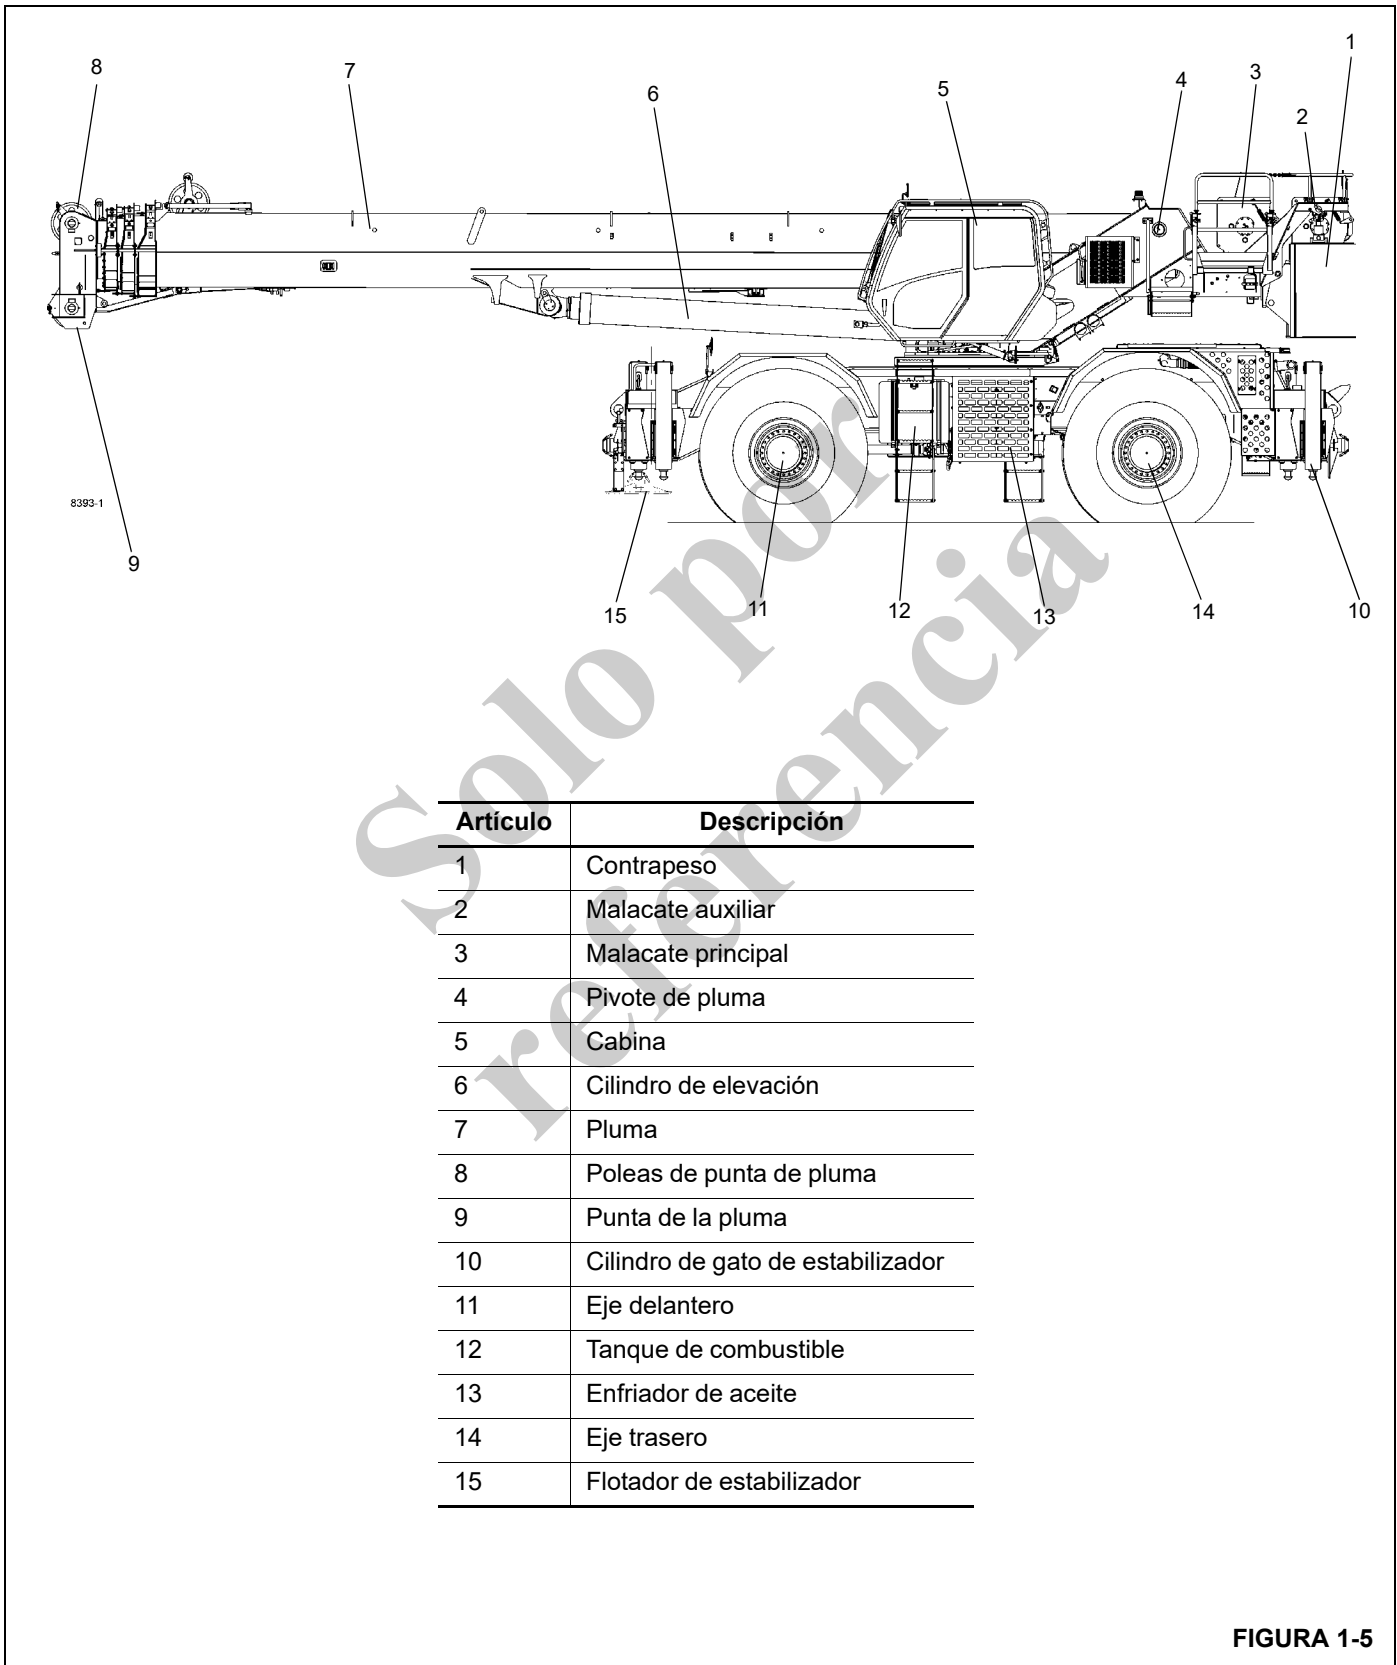 1
8
7
6
5
4
3
2
8393-1
9
15
11
12
13
14
10
Solo por
referencia
Artículo Descripción
1 Contrapeso
2 Malacate auxiliar
3 Malacate principal
4 Pivote de pluma
5 Cabina
6 Cilindro de elevación
7 Pluma
8 Poleas de punta de pluma
9 Punta de la pluma
10 Cilindro de gato de estabilizador
11 Eje delantero
12 Tanque de combustible
13 Enfriador de aceite
14 Eje trasero
15 Flotador de estabilizador
FIGURA 1-5